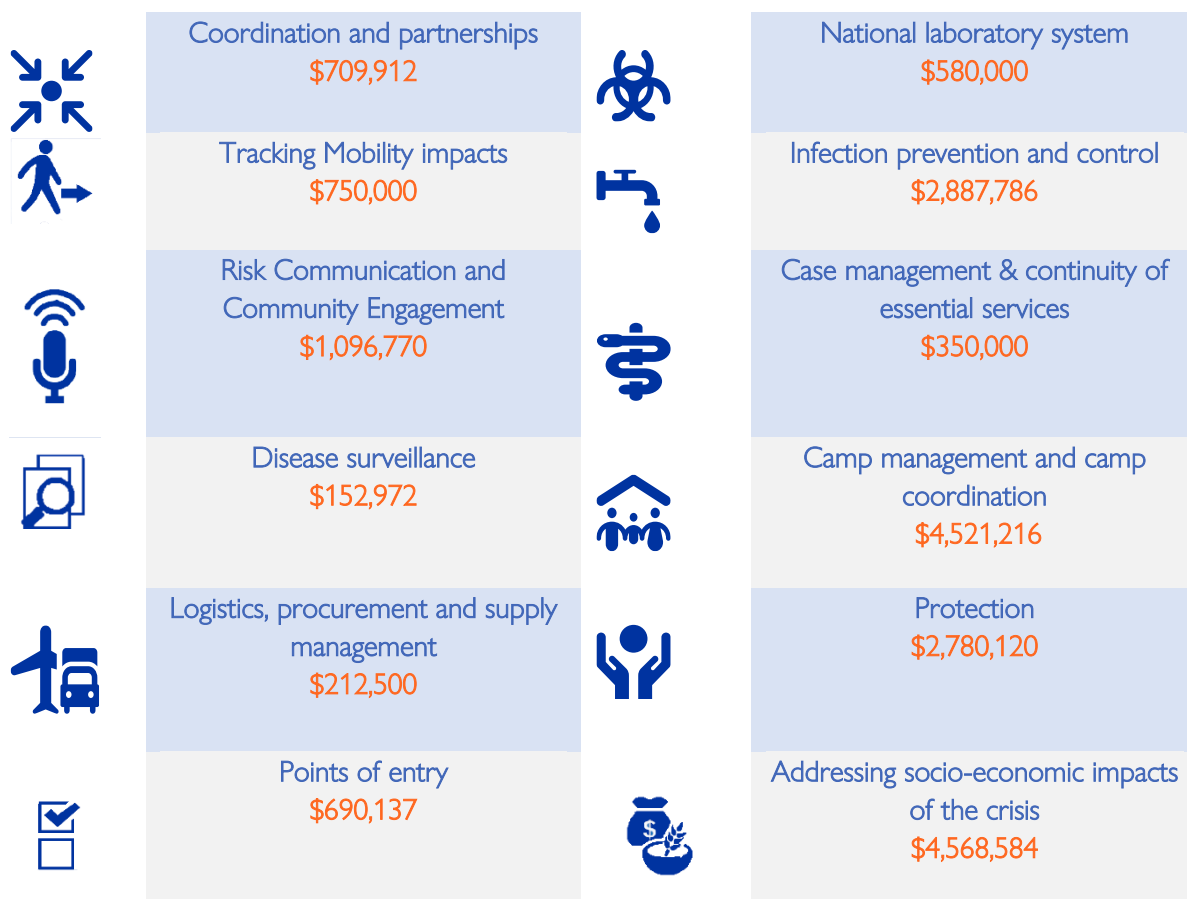 Coordination and partnerships
$709,912
National laboratory system
$580,000
Tracking Mobility impacts
$750,000
Infection prevention and control
$2,887,786
Risk Communication and
Community Engagement
$1,096,770
Case management & continuity of
essential services
$350,000
Disease surveillance
$152,972
Camp management and camp
coordination
$4,521,216
Logistics, procurement and supply
management
$212,500
Protection
$2,780,120
Points of entry
$690,137
Addressing socio-economic impacts
of the crisis
$4,568,584
$